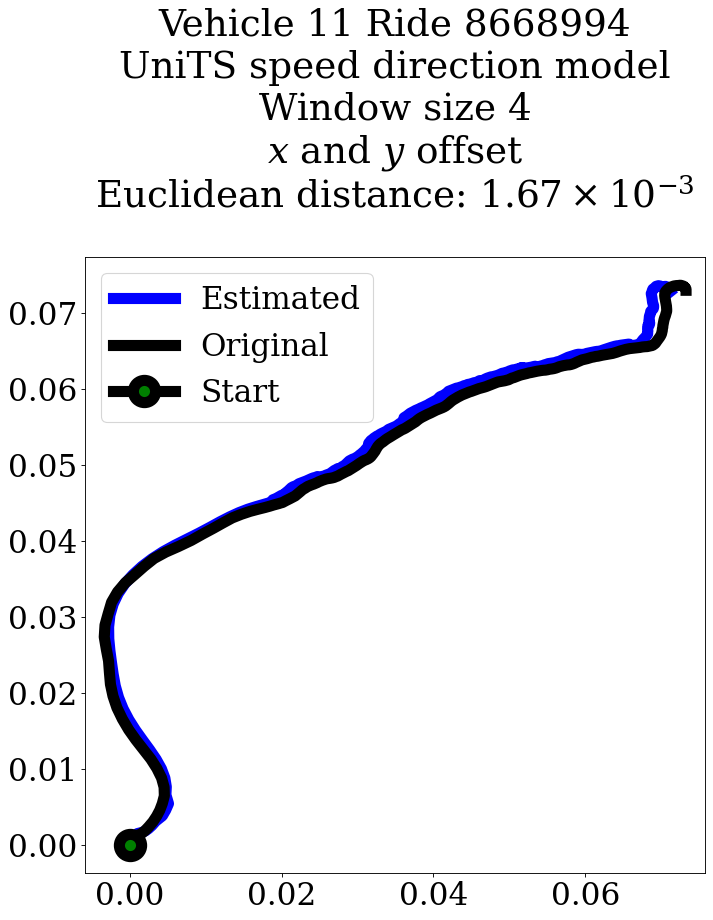 Vehicle 11 Ride 8668994
UniTS speed direction model
Window size 4
x and y offset
Euclidean distance: 1.67 × 10⁻³
Estimated
Original
Start
0.07
0.06
0.05
0.04
0.03
0.02
0.01
0.00
0.00 0.02 0.04 0.06